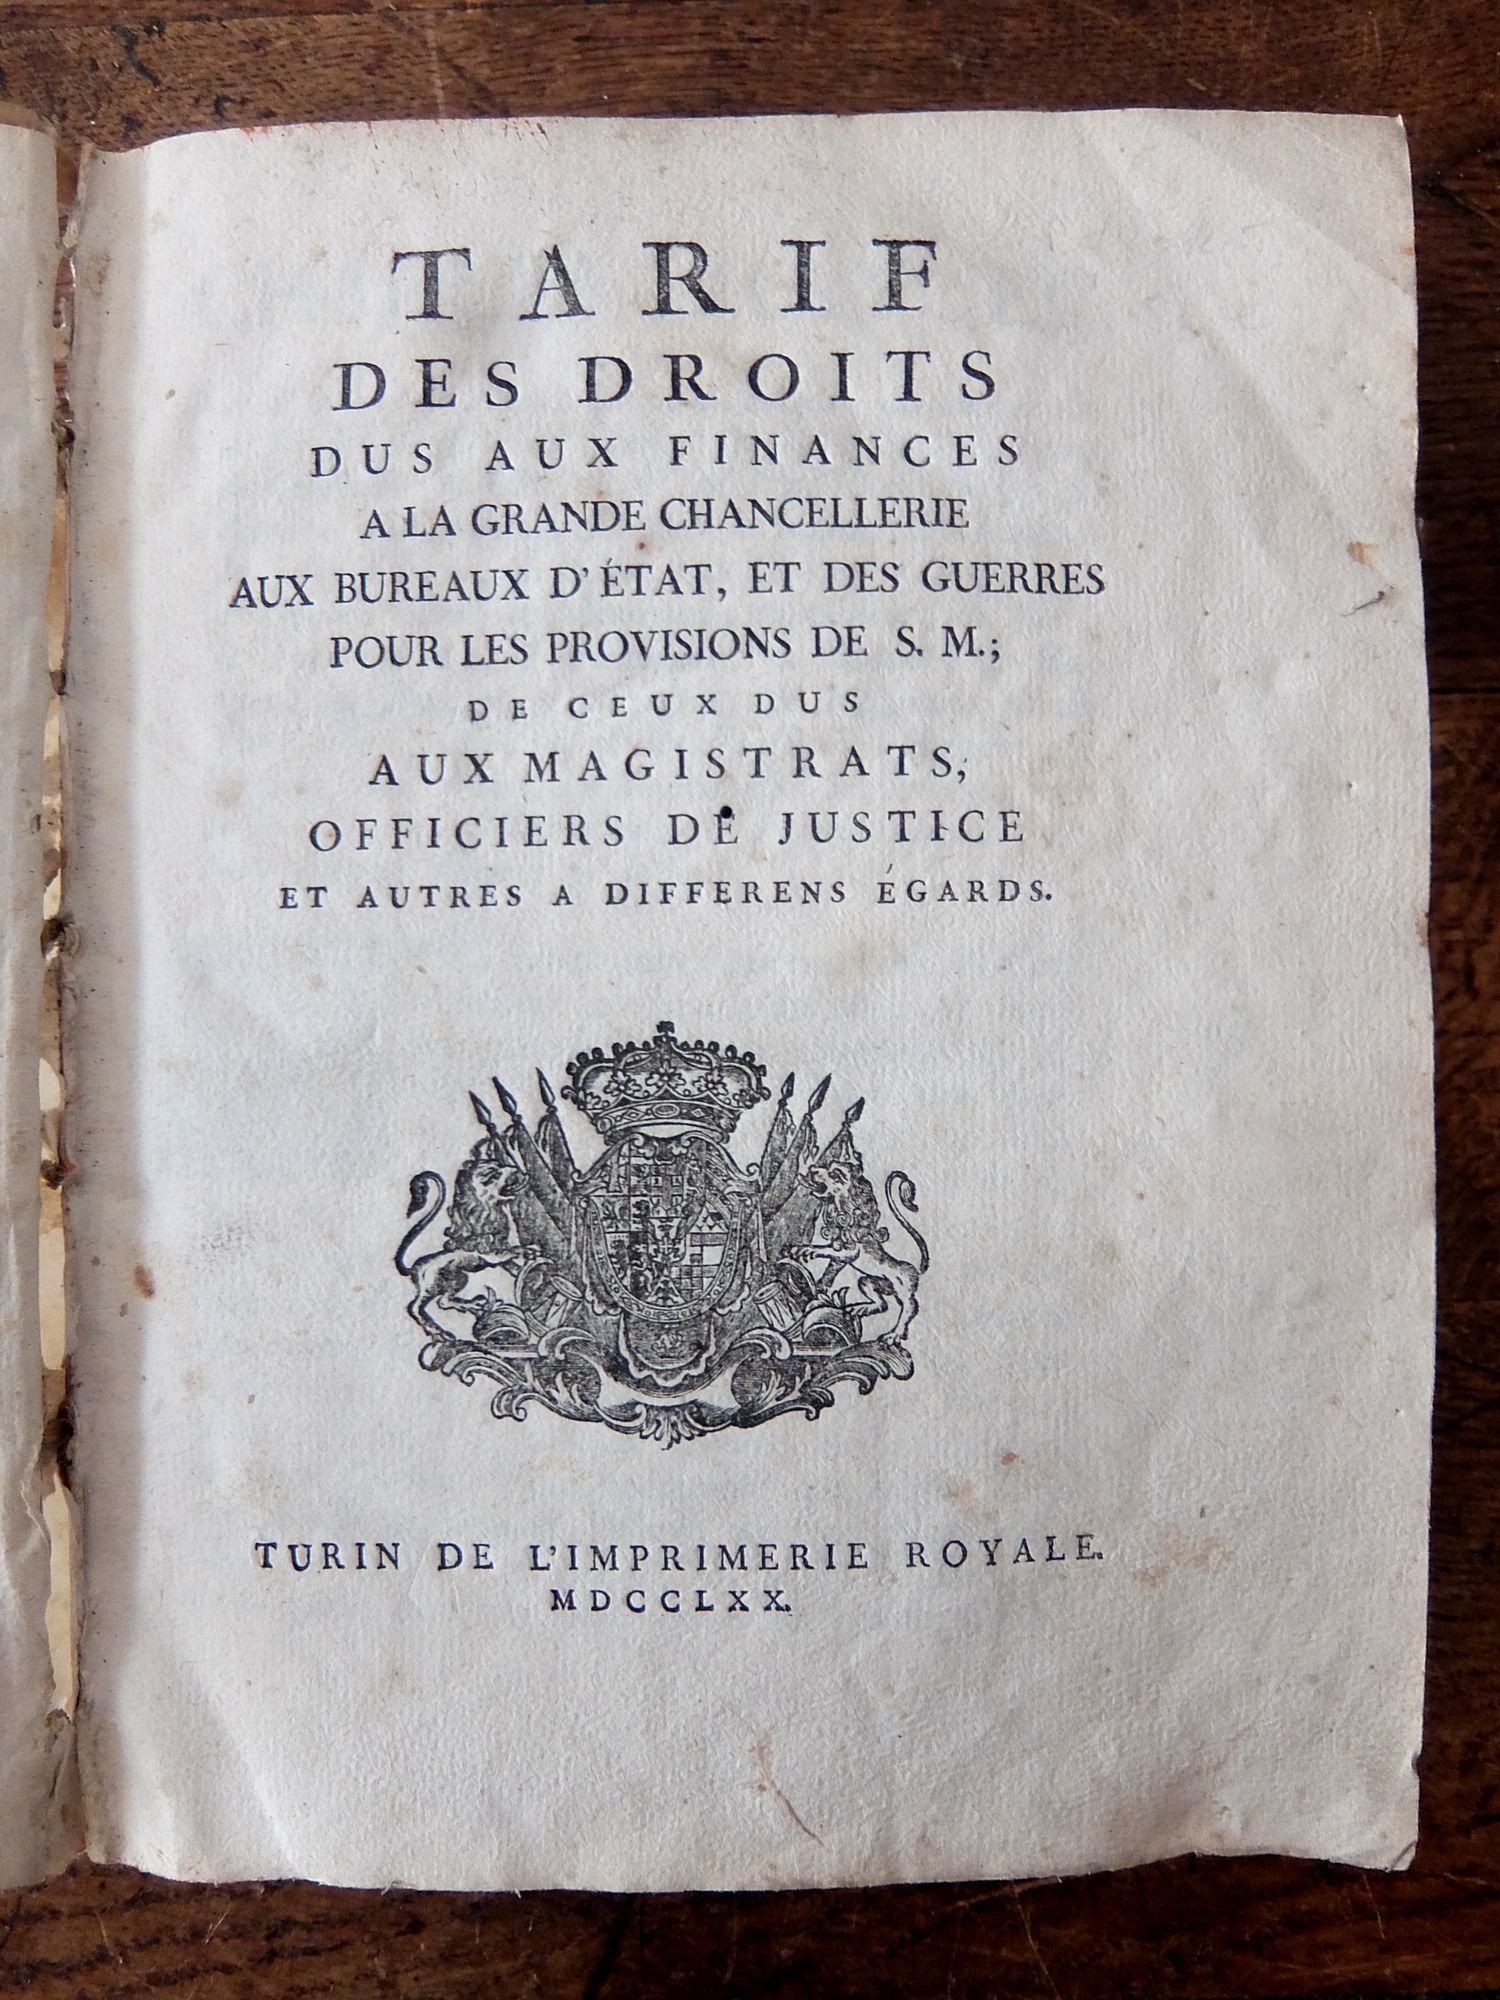 TARIF
DES DROITS
DUS AUX FINANCES
A LA GRANDE CHANCELLERIE
AUX BUREAUX D'ÉTAT, ET DES GUERRES
POUR LES PROVISIONS DE S. M.;
DE CEUX DUS
AUX MAGISTRATS,
OFFICIERS DE JUSTICE
ET AUTRES A DIFFERENS ÉGARDS.
TURIN DE L'IMPRIMERIE ROYALE.
MDCCLXX.